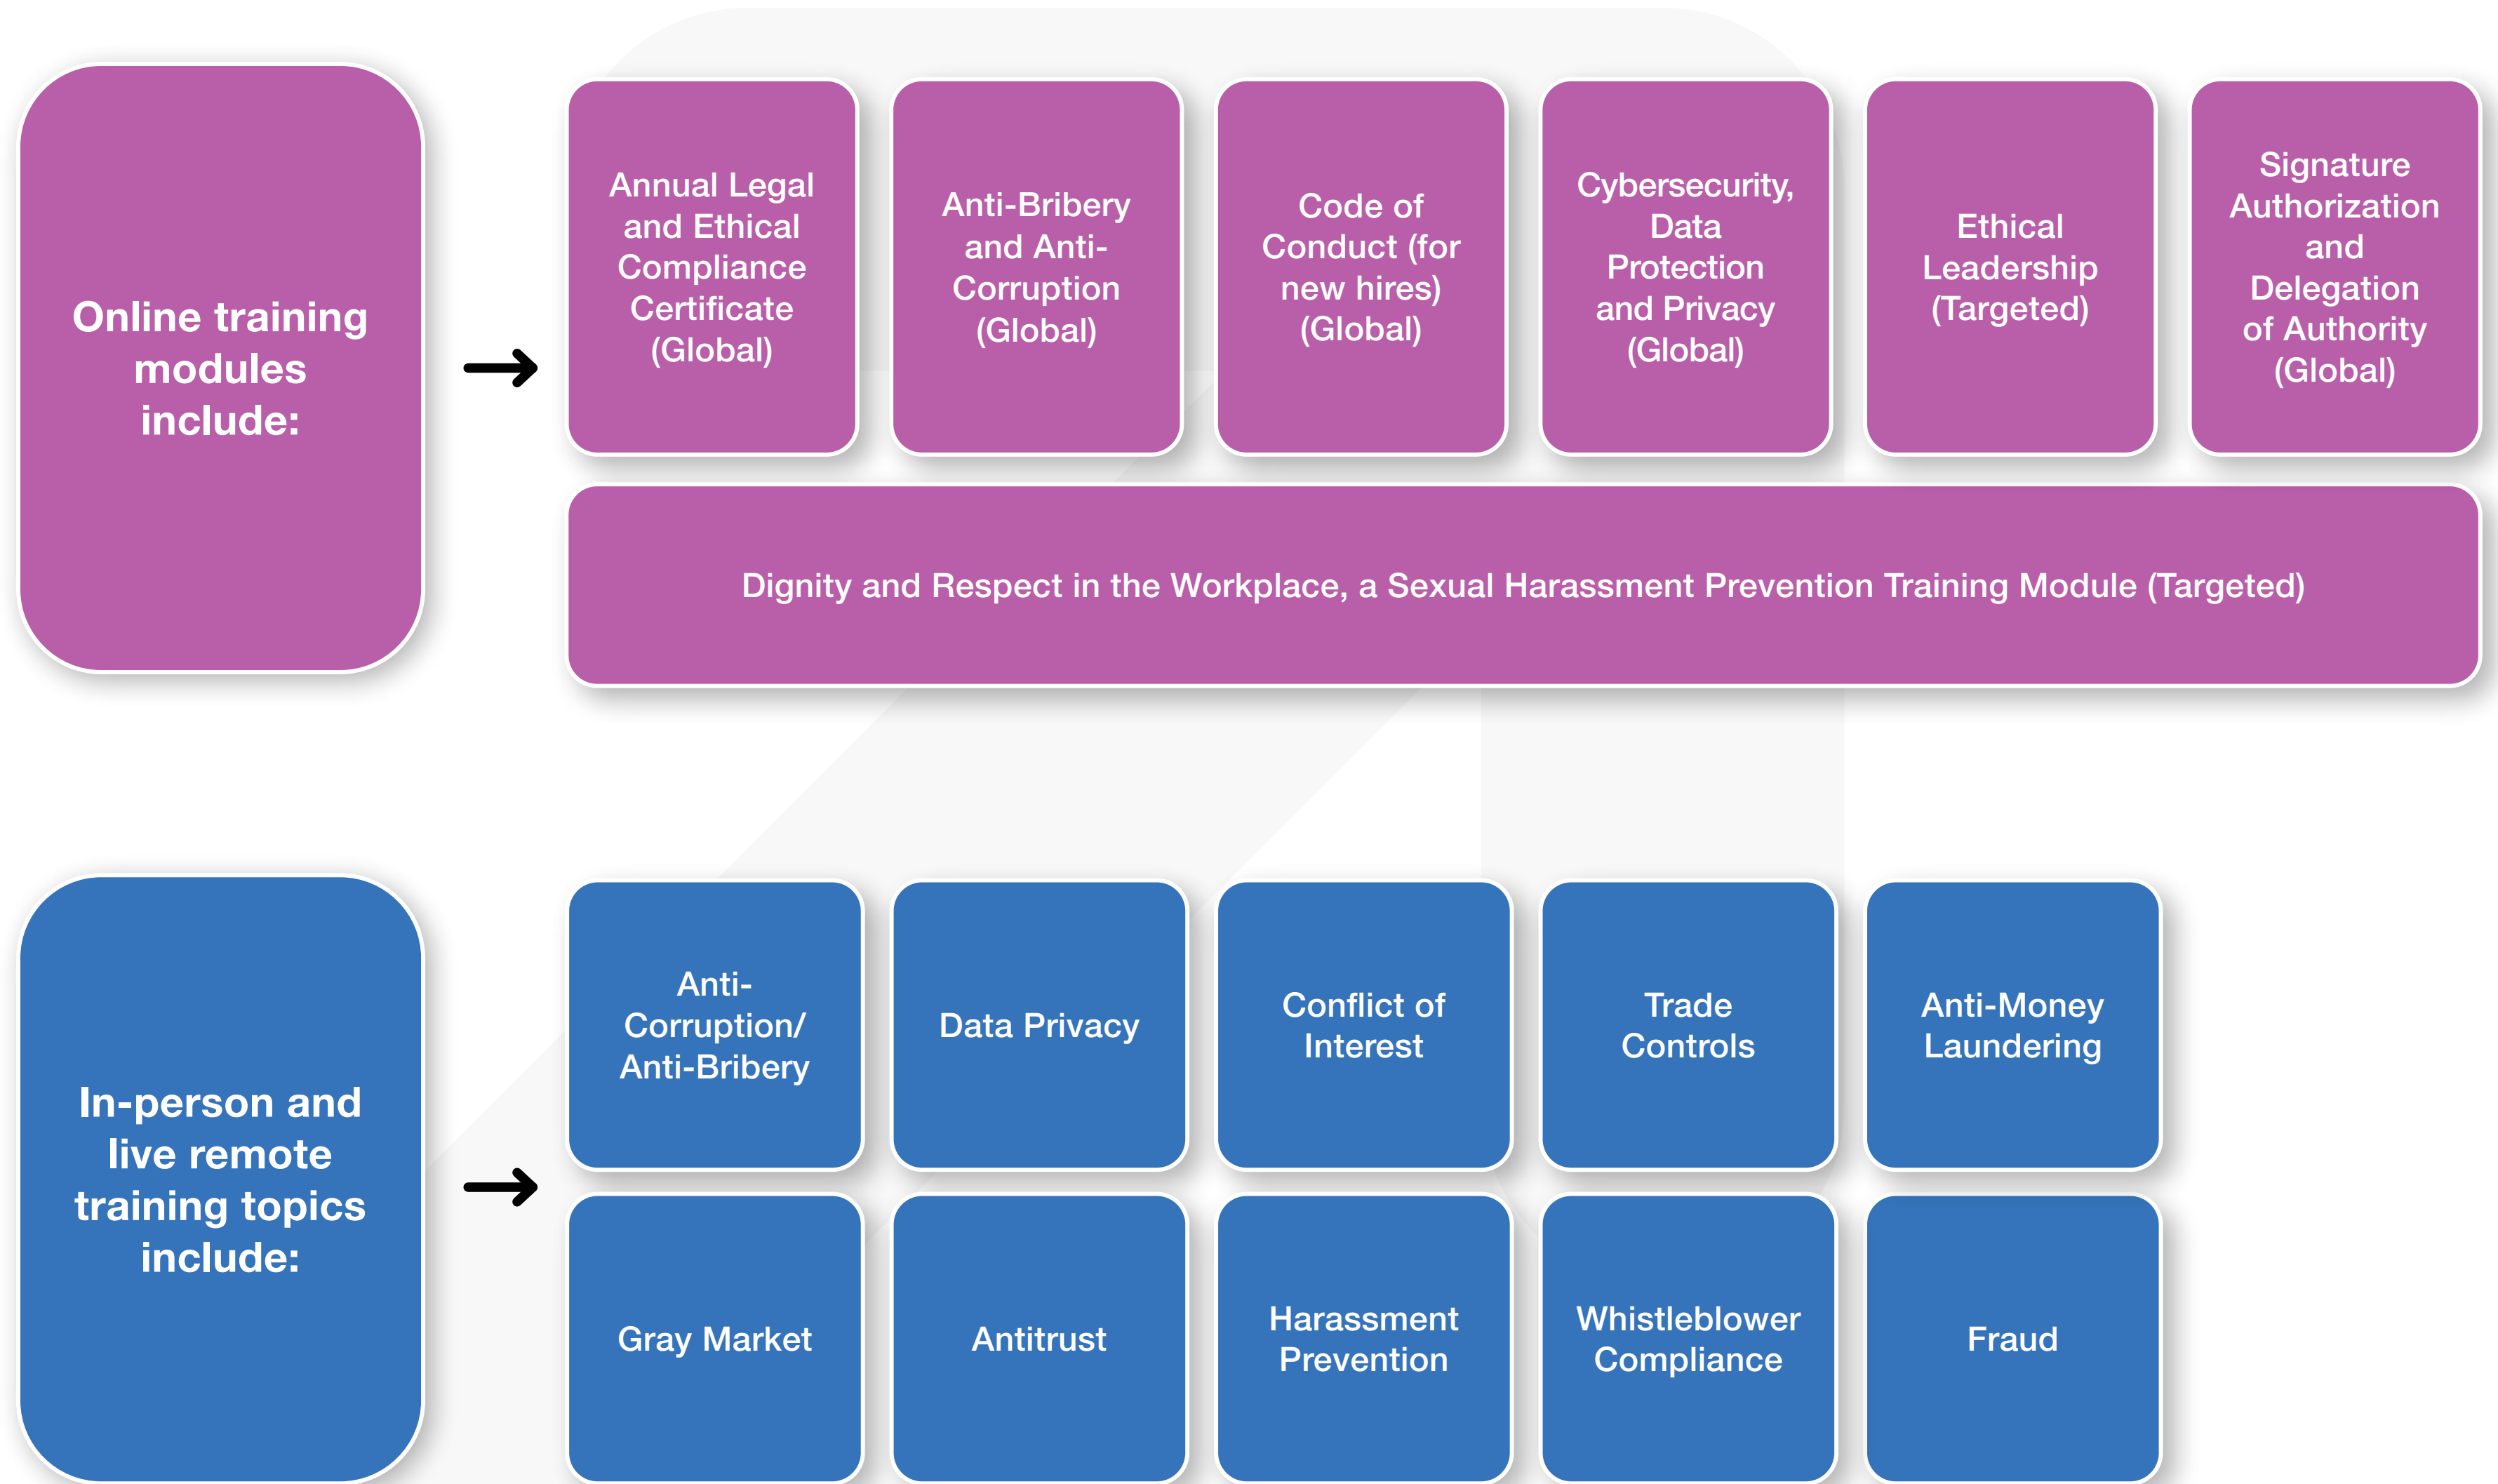 Online training
modules
include:
Annual Legal
and Ethical
Compliance
Certificate
(Global)
Anti-Bribery
and Anti-
Corruption
(Global)
Code of
Conduct (for
new hires)
(Global)
Cybersecurity,
Data
Protection
and Privacy
(Global)
Ethical
Leadership
(Targeted)
Signature
Authorization
and
Delegation
of Authority
(Global)
Dignity and Respect in the Workplace, a Sexual Harassment Prevention Training Module (Targeted)
In-person and
live remote
training topics
include:
Anti-
Corruption/
Anti-Bribery
Data Privacy
Conflict of
Interest
Trade
Controls
Anti-Money
Laundering
Gray Market
Antitrust
Harassment
Prevention
Whistleblower
Compliance
Fraud